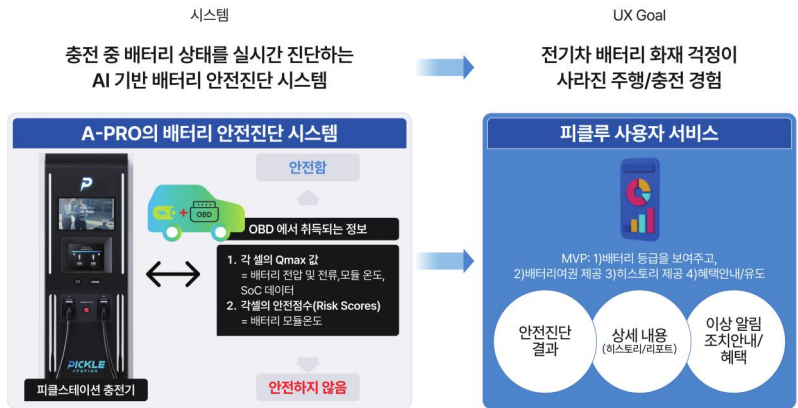 시스템
UX Goal
충전 중 배터리 상태를 실시간 진단하는
AI 기반 배터리 안전진단 시스템
전기차 배터리 화재 걱정이
사라진 주행/충전 경험
A-PRO의 배터리 안전진단 시스템
안전함
OBD
OBD 에서 취득되는 정보
1. 각 셀의 Qmax 값
= 배터리 전압 및 전류,모듈 온도,
SoC 데이터
2. 각셀의 안전점수(Risk Scores)
= 배터리 모듈온도
PICKLE
STATION
피클스테이션 충전기
안전하지 않음
피클루 사용자 서비스
MVP: 1)배터리 등급을 보여주고,
2)배터리여권 제공 3)히스토리 제공 4)혜택안내/유도
안전진단
결과
상세 내용
(히스토리/리포트)
이상 알림
조치안내/
혜택